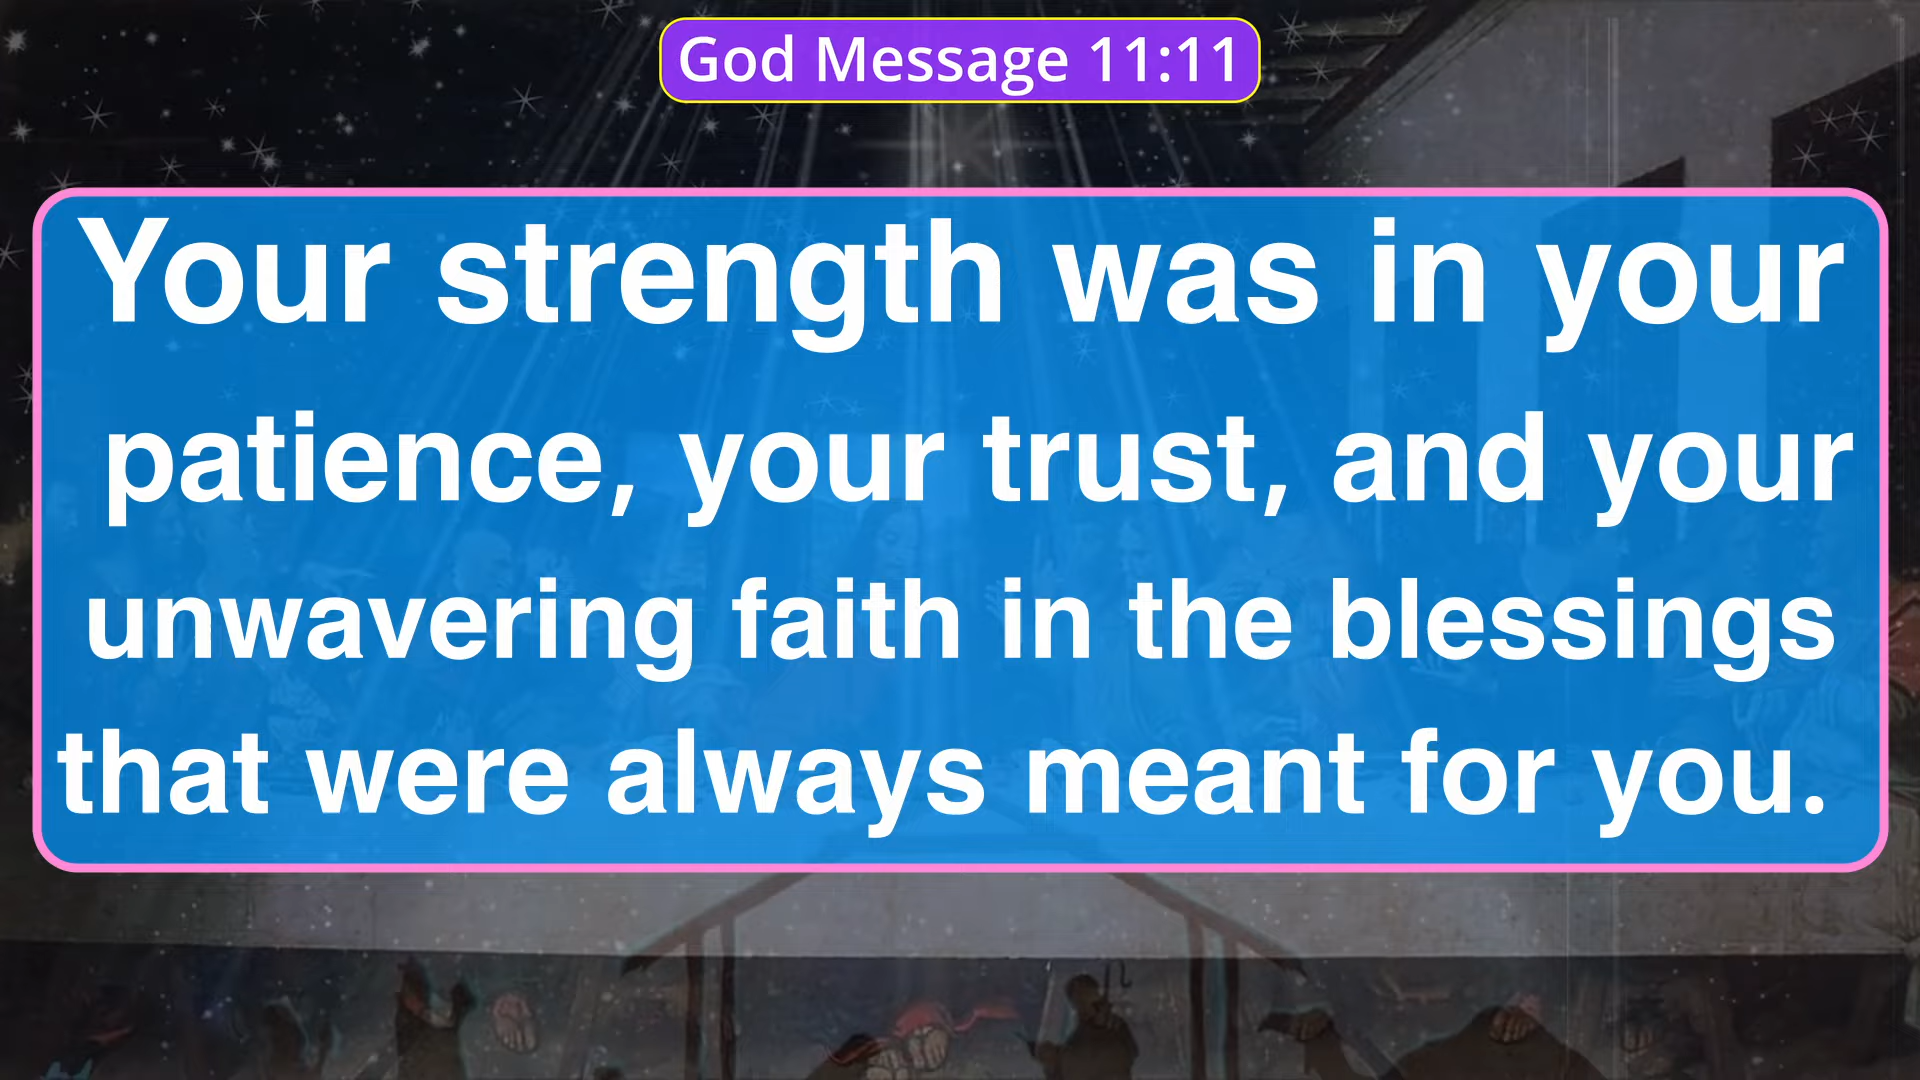 God Message 11:11
Your strength was in your
patience, your trust, and your
unwavering faith in the blessings
that were always meant for you.